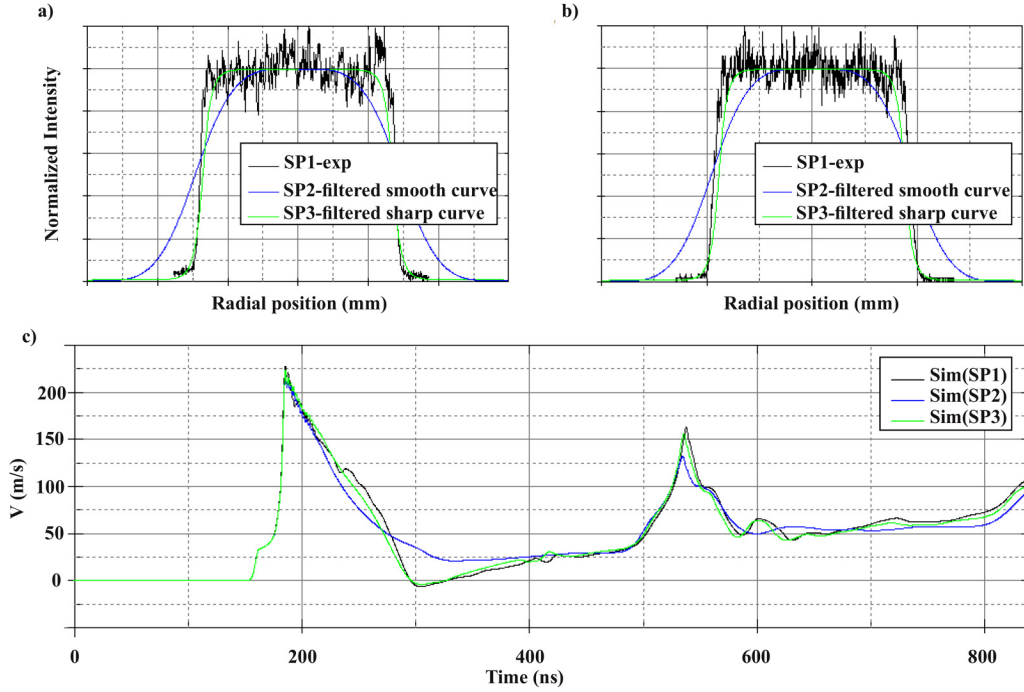 a)
Normalized Intensity
SP1-exp
SP2-filtered smooth curve
SP3-filtered sharp curve
Radial position (mm)
b)
SP1-exp
SP2-filtered smooth curve
SP3-filtered sharp curve
Radial position (mm)
c)
V (m/s)
200
150
100
50
0
Sim(SP1)
Sim(SP2)
Sim(SP3)
0 200 400 600 800
Time (ns)